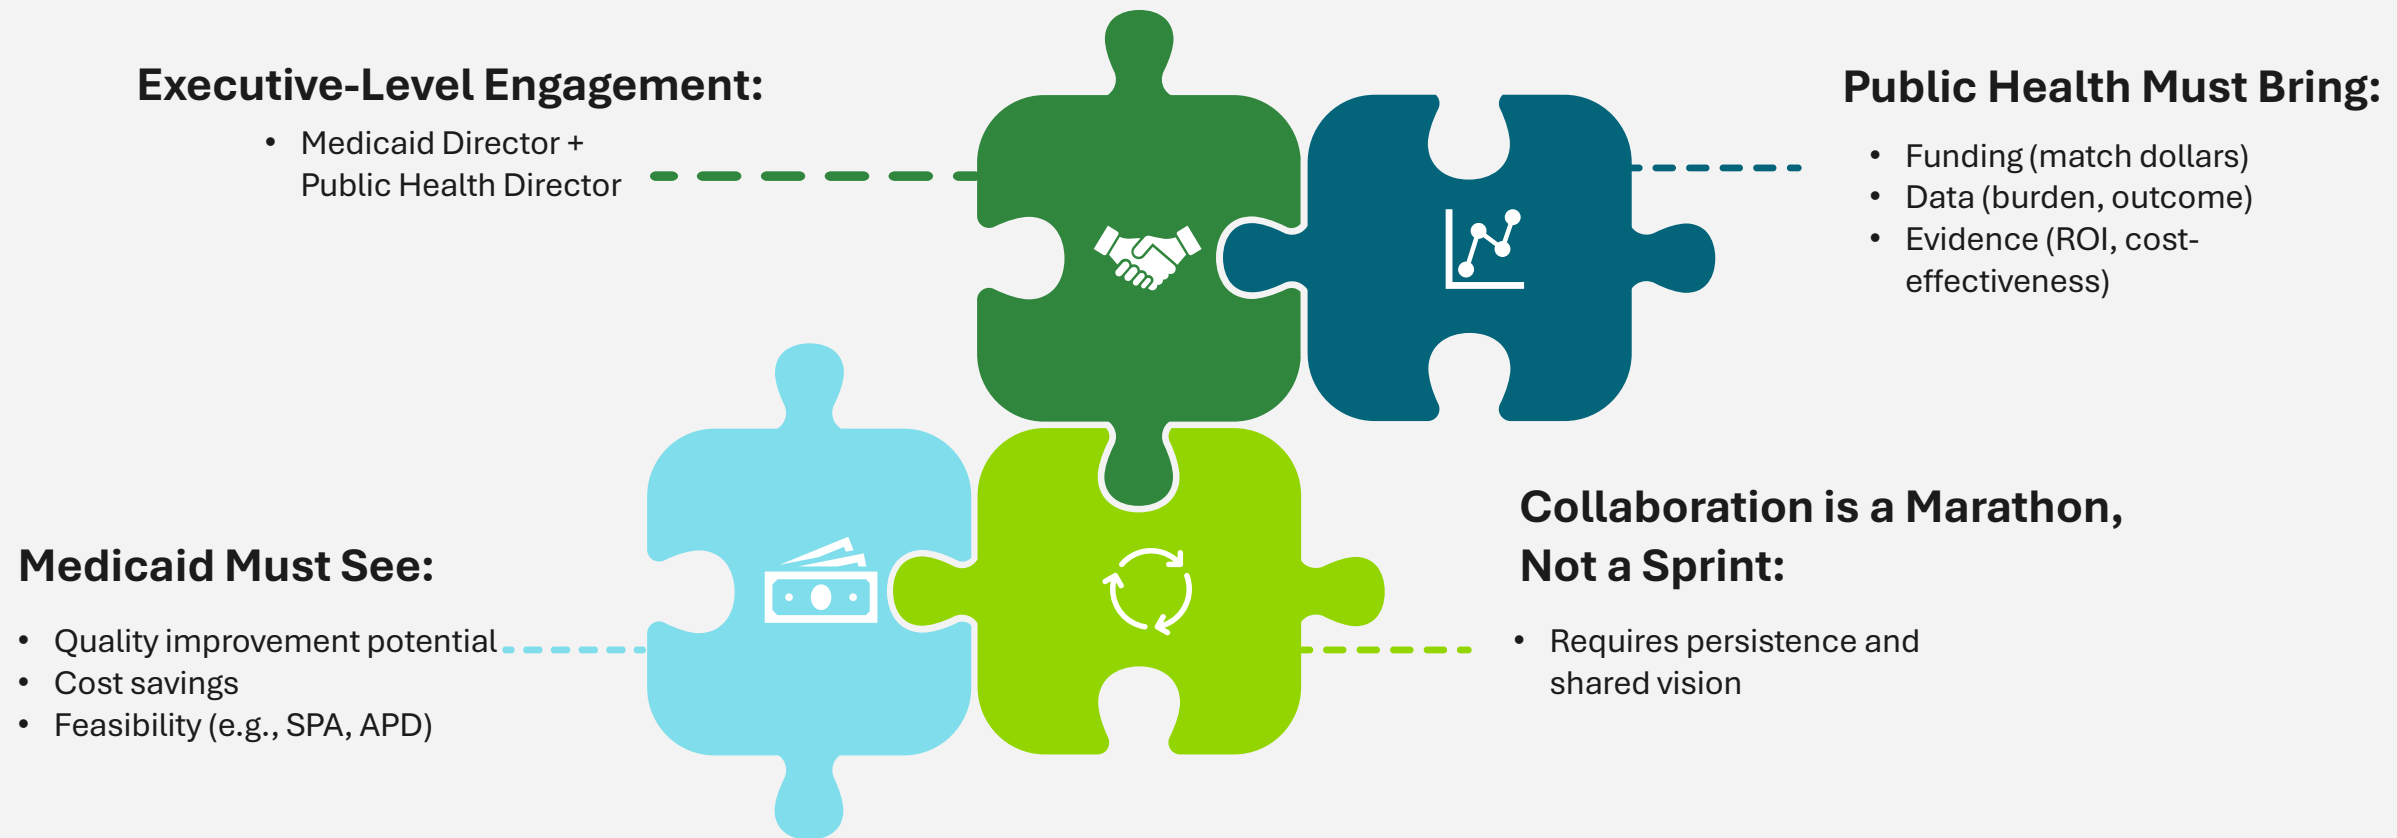 Executive-Level Engagement:
• Medicaid Director +
Public Health Director
Public Health Must Bring:
• Funding (match dollars)
• Data (burden, outcome)
• Evidence (ROI, cost-
effectiveness)
Medicaid Must See:
• Quality improvement potential
• Cost savings
• Feasibility (e.g., SPA, APD)
Collaboration is a Marathon,
Not a Sprint:
• Requires persistence and
shared vision